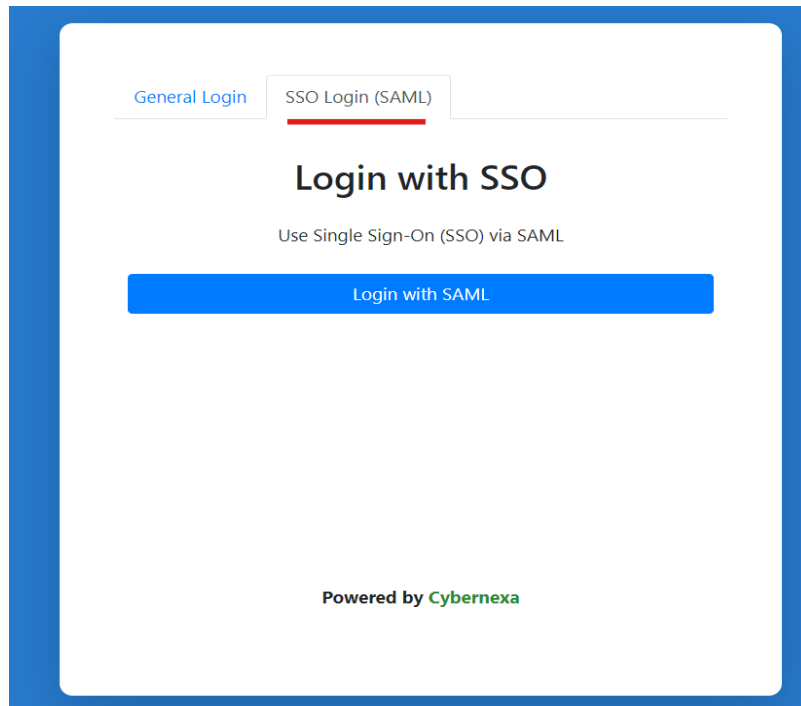 General Login
SSO Login (SAML)
Login with SSO
Use Single Sign-On (SSO) via SAML
Login with SAML
Powered by Cybernexa